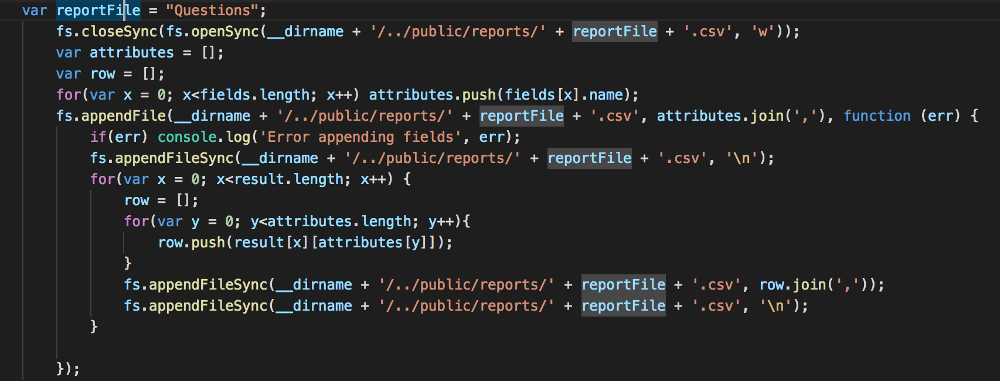 var reportFile = "Questions";
fs.closeSync(fs.openSync(__dirname + '/../public/reports/' + reportFile + '.csv', 'w'));
var attributes = [];
var row = [];
for(var x = 0; x<fields.length; x++) attributes.push(fields[x].name);
fs.appendFile(__dirname + '/../public/reports/' + reportFile + '.csv', attributes.join(','), function (err) {
if(err) console.log('Error appending fields', err);
fs.appendFileSync(__dirname + '/../public/reports/' + reportFile + '.csv', '\n');
for(var x = 0; x<result.length; x++) {
row = [];
for(var y = 0; y<attributes.length; y++){
row.push(result[x][attributes[y]]);
}
fs.appendFileSync(__dirname + '/../public/reports/' + reportFile + '.csv', row.join(','));
fs.appendFileSync(__dirname + '/../public/reports/' + reportFile + '.csv', '\n');
}
});